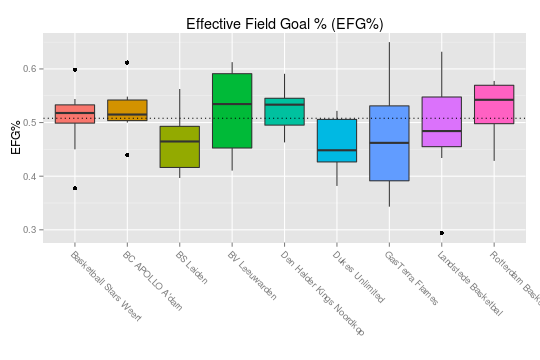 Effective Field Goal % (EFG%)
EFG%
0.6
0.5
0.4
0.3
Basketball Stars Weert
BC APOLLO A'dam
BS Leiden
BV Leeuwarden
Den Helder Kings Noordkop
Dukes Unlimited
GasTerra Flames
Landstede Basketbal
Rotterdam Bask